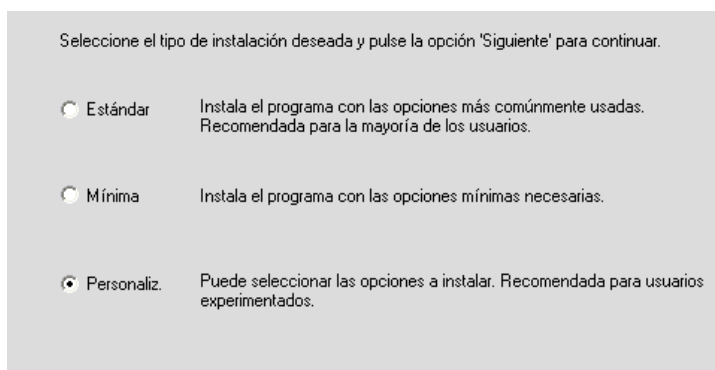 Seleccione el tipo de instalación deseada y pulse la opción 'Siguiente' para continuar.
Estándar
Instala el programa con las opciones más comúnmente usadas.
Recomendada para la mayoría de los usuarios.
Mínima
Instala el programa con las opciones mínimas necesarias.
Personaliz.
Puede seleccionar las opciones a instalar. Recomendada para usuarios
experimentados.